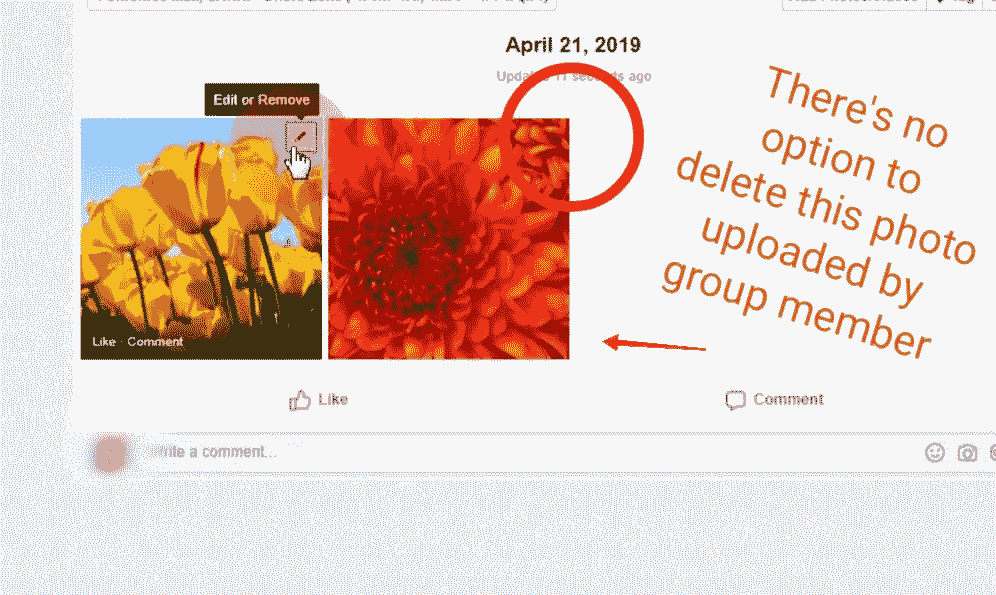 April 21, 2019
Updated 11 seconds ago
Edit or Remove
There's no
option to
delete this photo
uploaded by
group member
Like · Comment
Like
Comment
Write a comment...